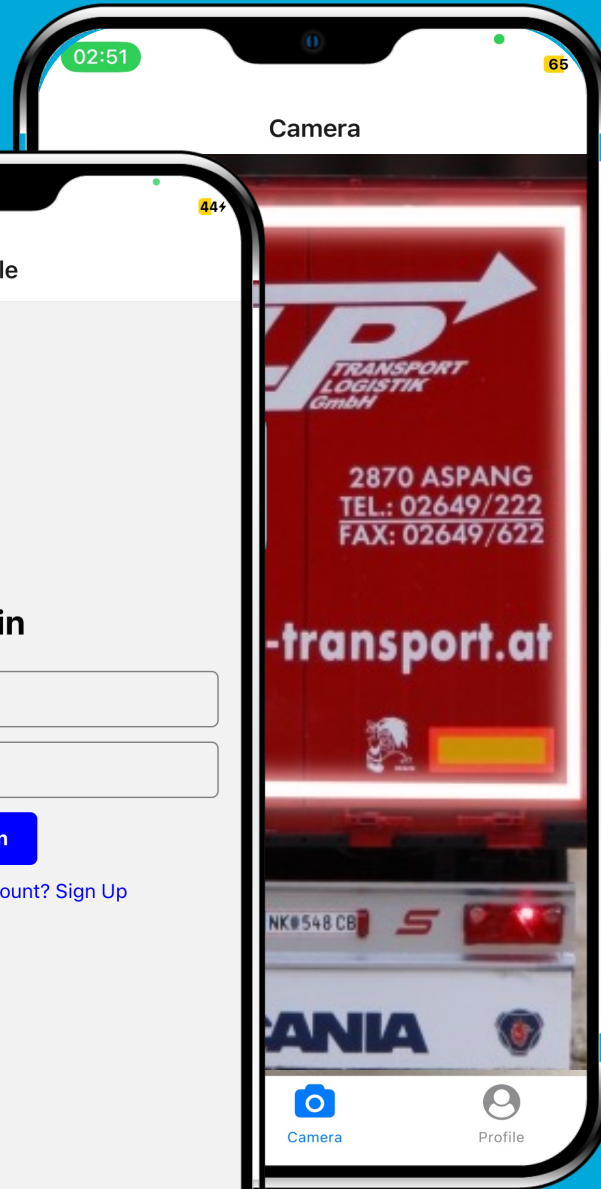 02:51
65
Camera
44
le
LP
TRANSPORT
LOGISTIK
GmbH
2870 ASPANG
TEL.: 02649/222
FAX: 02649/622
-transport.at
in
n
ount? Sign Up
NK 548 CB
S
CANIA
Camera
Profile